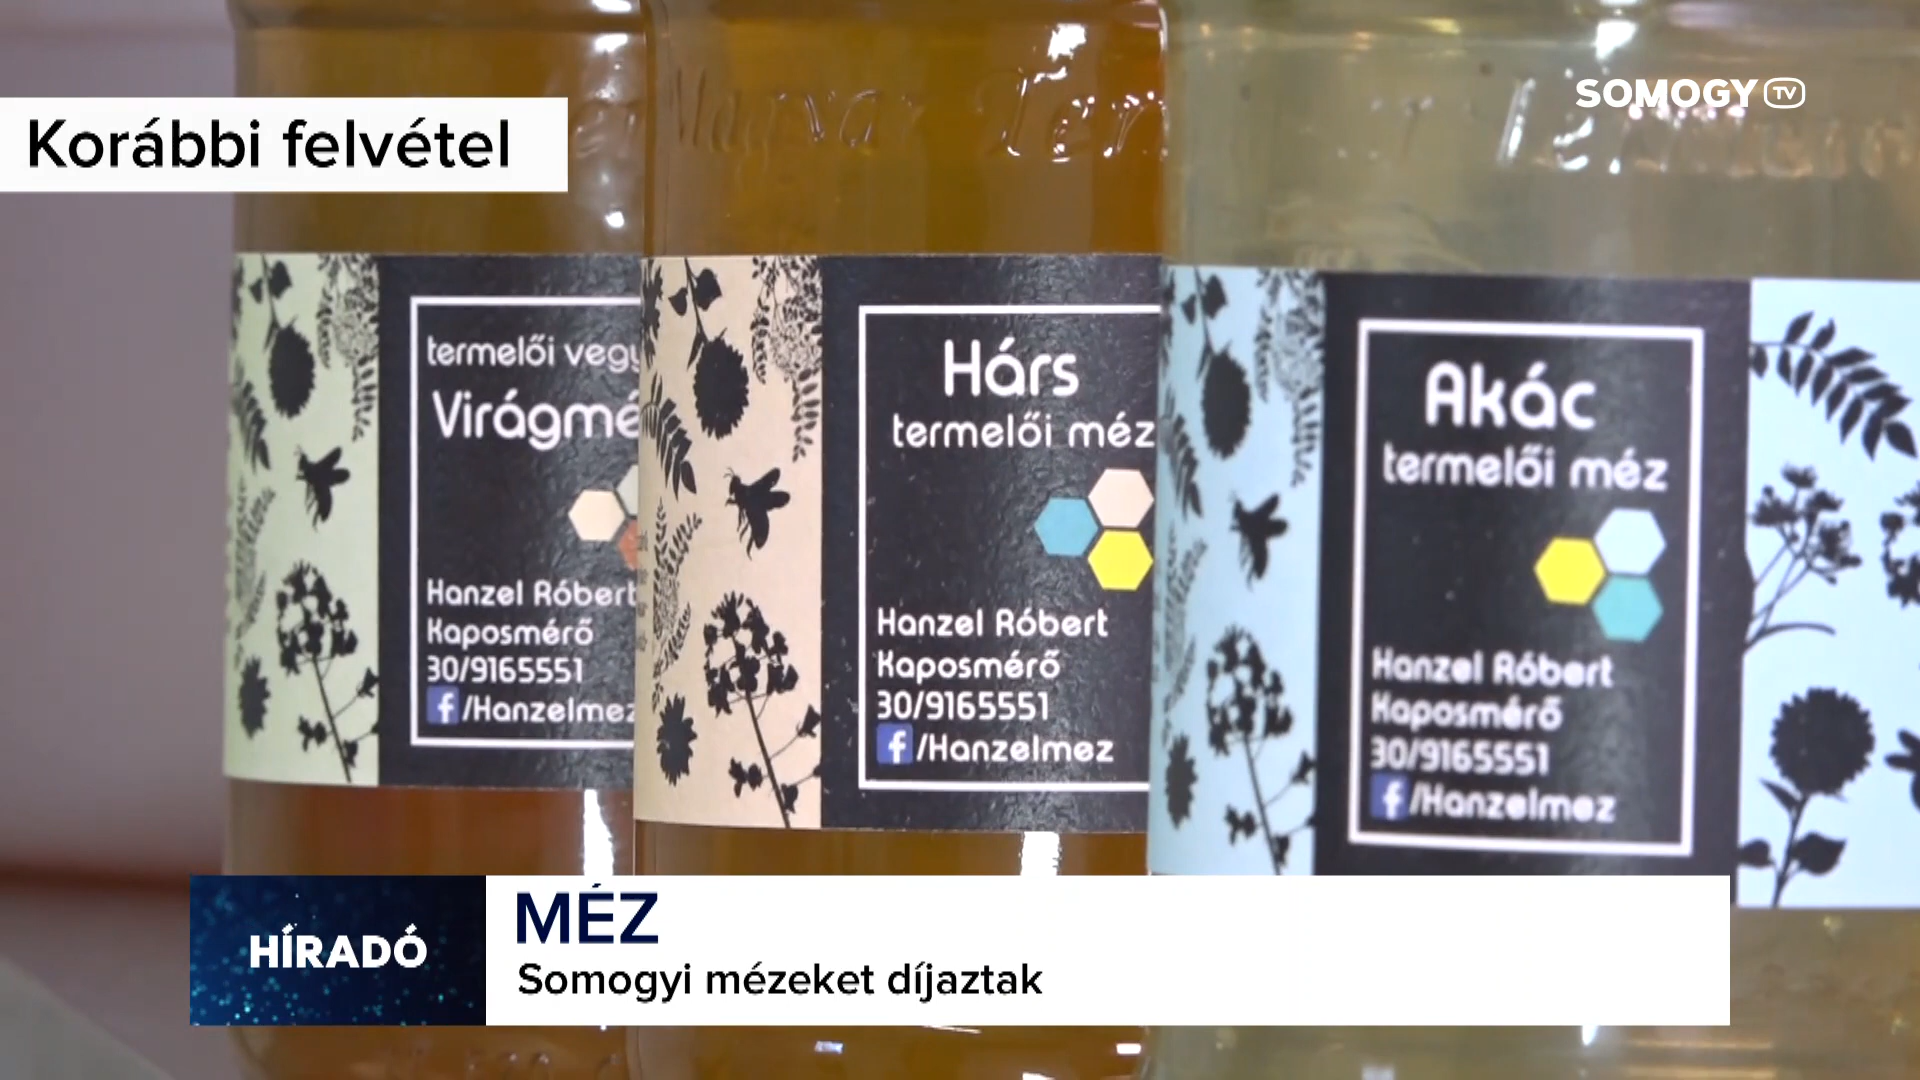 SOMOGY TV
Korábbi felvétel
termelői vegy
Virágmé
Hanzel Róbert
Kaposmérő
30/9165551
f/Hanzelmez
Hárs
termelői méz
Hanzel Róbert
Kaposmérő
30/9165551
f/Hanzelmez
Akác
termelői méz
Hanzel Róbert
Kaposmérő
30/9165551
f/Hanzelmez
HÍRADÓ
MÉZ
Somogyi mézeket díjaztak